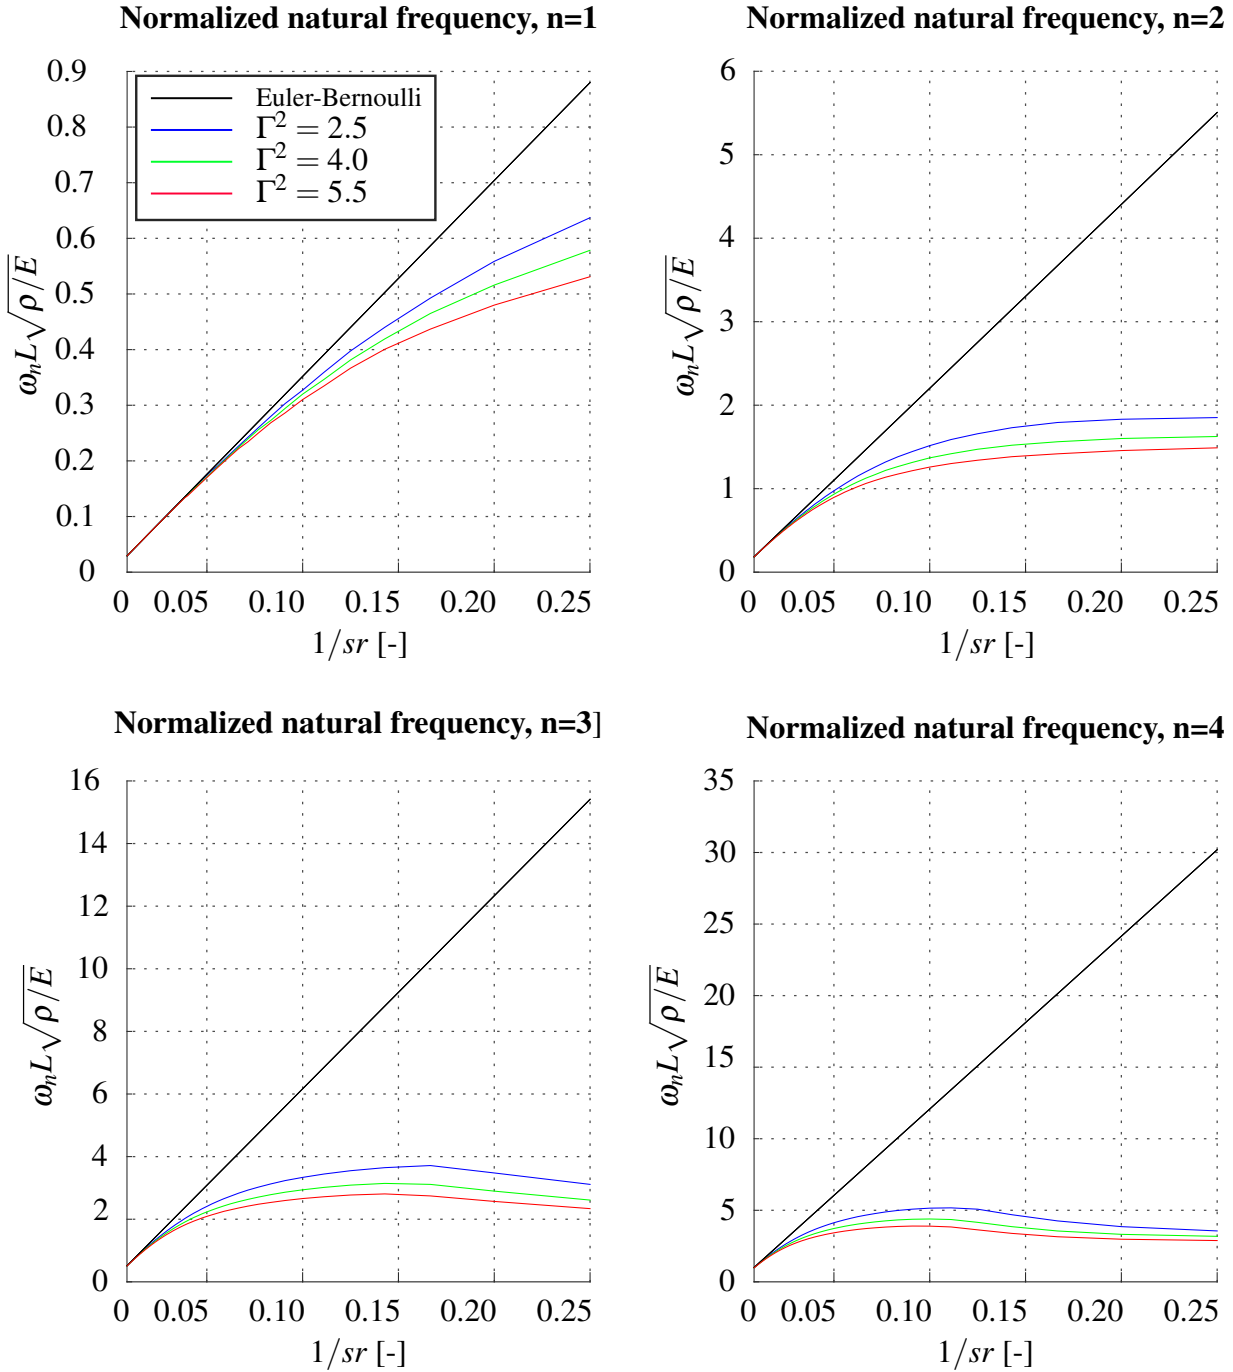 Normalized natural frequency, n=1
0.9
0.8
0.7
0.6
0.5
0.4
0.3
0.2
0.1
0
ωₙL√ρ/E
Euler-Bernoulli
Γ² = 2.5
Γ² = 4.0
Γ² = 5.5
0 0.05 0.10 0.15 0.20 0.25
1/sr [-]
Normalized natural frequency, n=2
6
5
4
3
2
1
0
ωₙL√ρ/E
0 0.05 0.10 0.15 0.20 0.25
1/sr [-]
Normalized natural frequency, n=3]
16
14
12
10
8
6
4
2
0
ωₙL√ρ/E
0 0.05 0.10 0.15 0.20 0.25
1/sr [-]
Normalized natural frequency, n=4
35
30
25
20
15
10
5
0
ωₙL√ρ/E
0 0.05 0.10 0.15 0.20 0.25
1/sr [-]